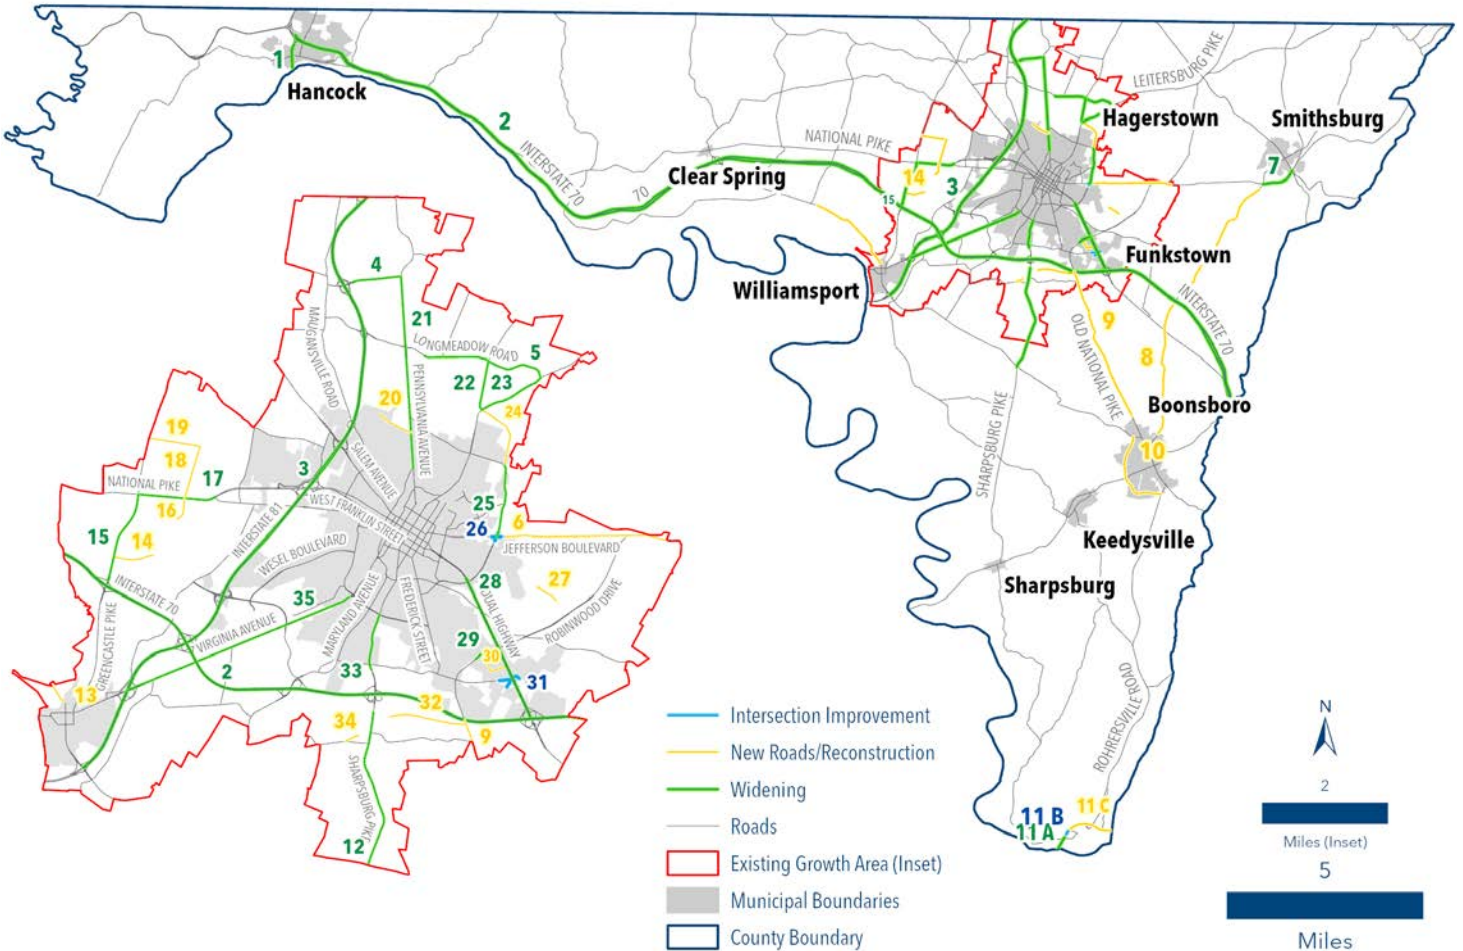 1
Hancock
2
INTERSTATE 70
70
Clear Spring
NATIONAL PIKE
14
15
3
LEITERSBURG PIKE
Hagerstown
Smithsburg
7
Williamsport
Funkstown
INTERSTATE 70
9
OLD NATIONAL PIKE
8
Boonsboro
SHARPSBURG PIKE
10
Keedysville
Sharpsburg
ROHRERSVILLE ROAD
11 B
11 C
11 A
4
21
MAUGANSVILLE ROAD
LONGMEADOW ROAD
5
22
23
PENNSYLVANIA AVENUE
20
24
19
18
17
3
SALEM AVENUE
NATIONAL PIKE
16
WEST FRANKLIN STREET
25
26
6
JEFFERSON BOULEVARD
15
14
INTERSTATE 81
WESEL BOULEVARD
27
28
INTERSTATE 70
35
MARYLAND AVENUE
FREDERICK STREET
DUAL HIGHWAY
ROBINWOOD DRIVE
GREENCASTLE PIKE
VIRGINIA AVENUE
29
30
31
2
33
13
32
34
9
SHARPSBURG PIKE
12
Intersection Improvement
New Roads/Reconstruction
Widening
Roads
Existing Growth Area (Inset)
Municipal Boundaries
County Boundary
N
2
Miles (Inset)
5
Miles